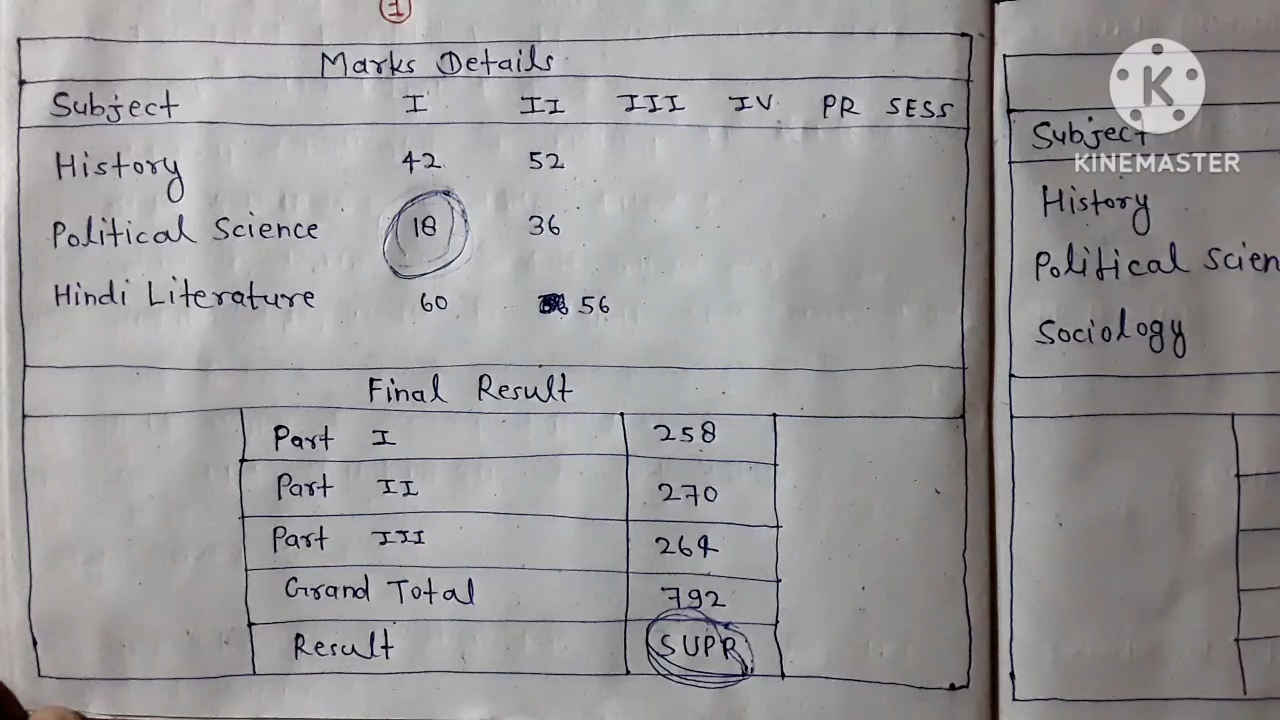 1
Marks Details
Subject I II III IV PR SESS
History 42 52
Political Science 18 36
Hindi Literature 60 56
Final Result
Part I 258
Part II 270
Part III 264
Grand Total 792
Result SUPR
K
KINEMASTER
Subject
History
Political Scien
Sociology